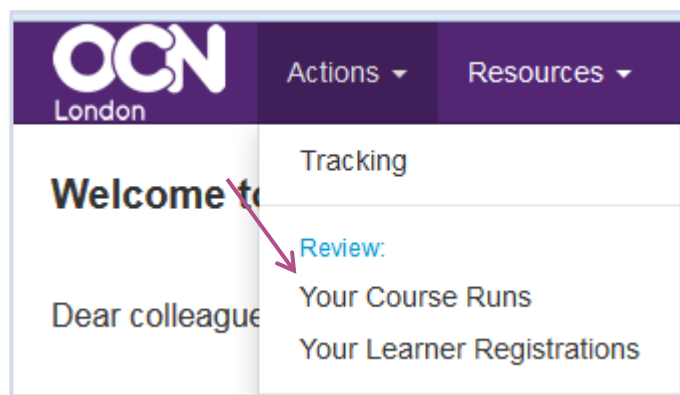 OCN
London
Actions Resources
Tracking
Welcome to
Review:
Your Course Runs
Dear colleague
Your Learner Registrations